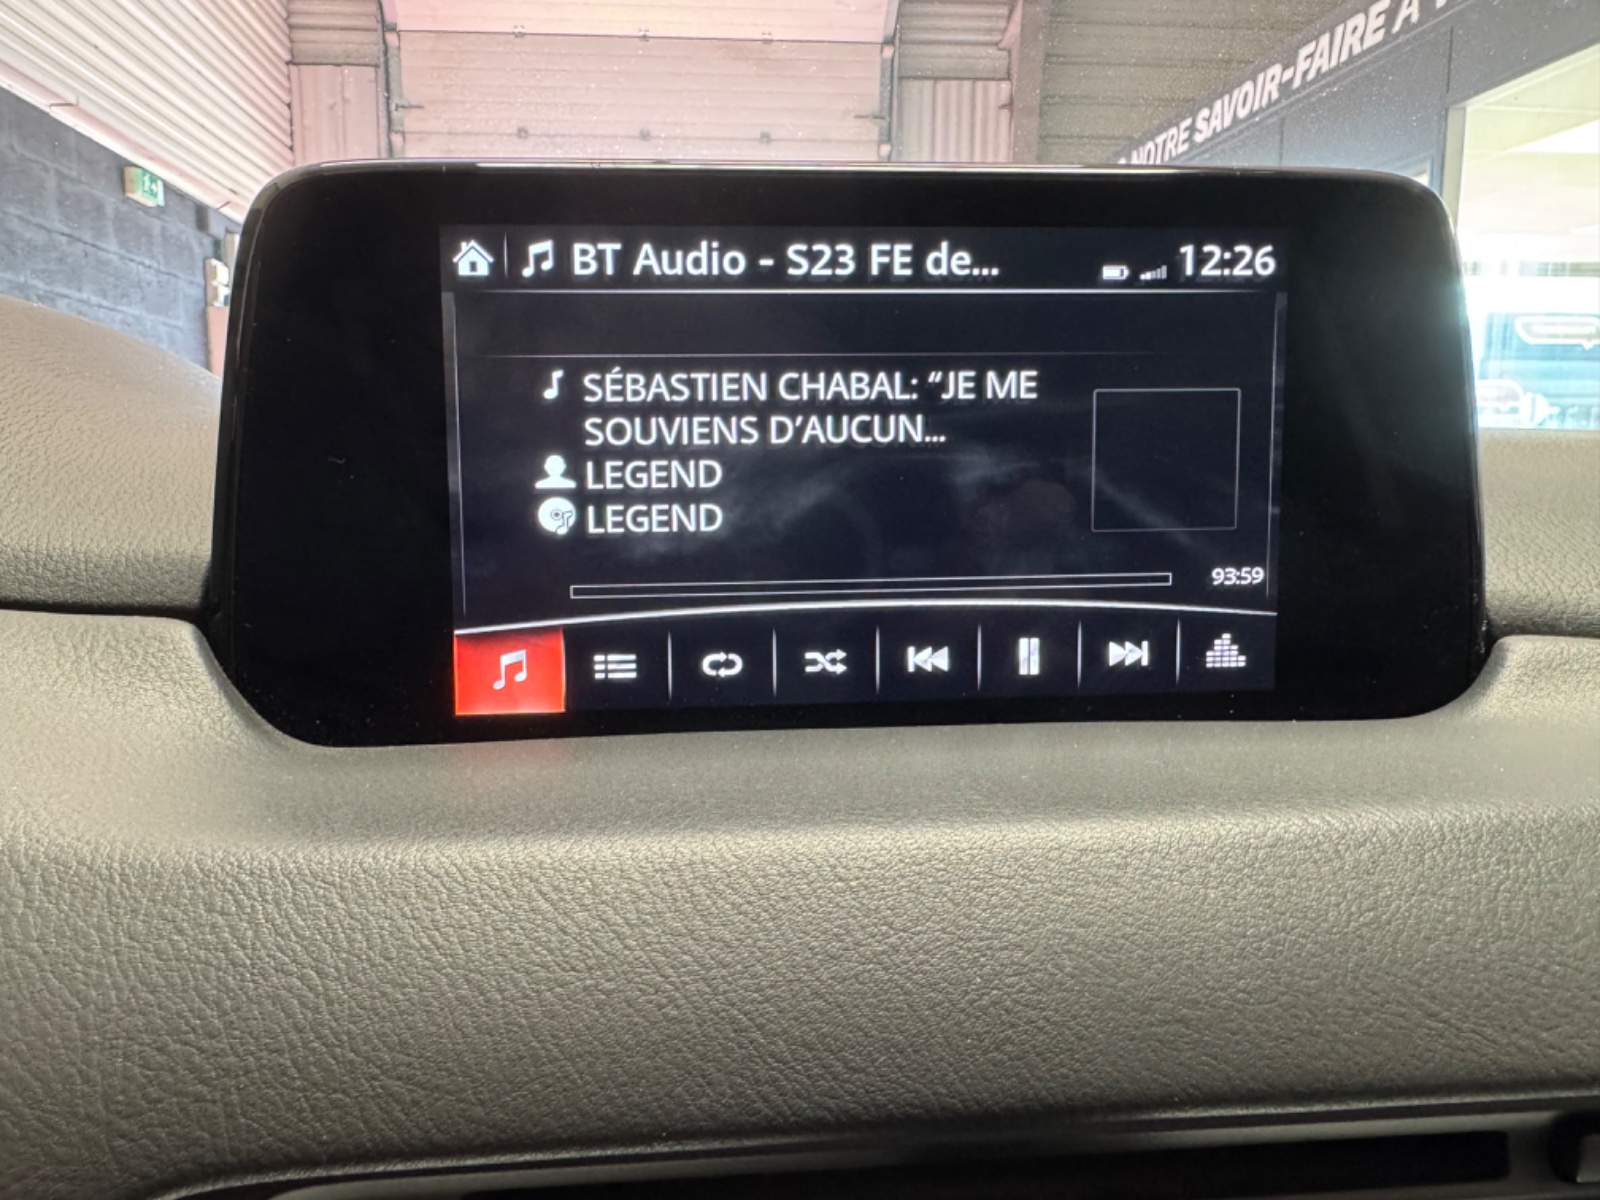 NOTRE SAVOIR-FAIRE À
BT Audio - S23 FE de...
12:26
SÉBASTIEN CHABAL: “JE ME
SOUVIENS D’AUCUN...
LEGEND
LEGEND
93:59